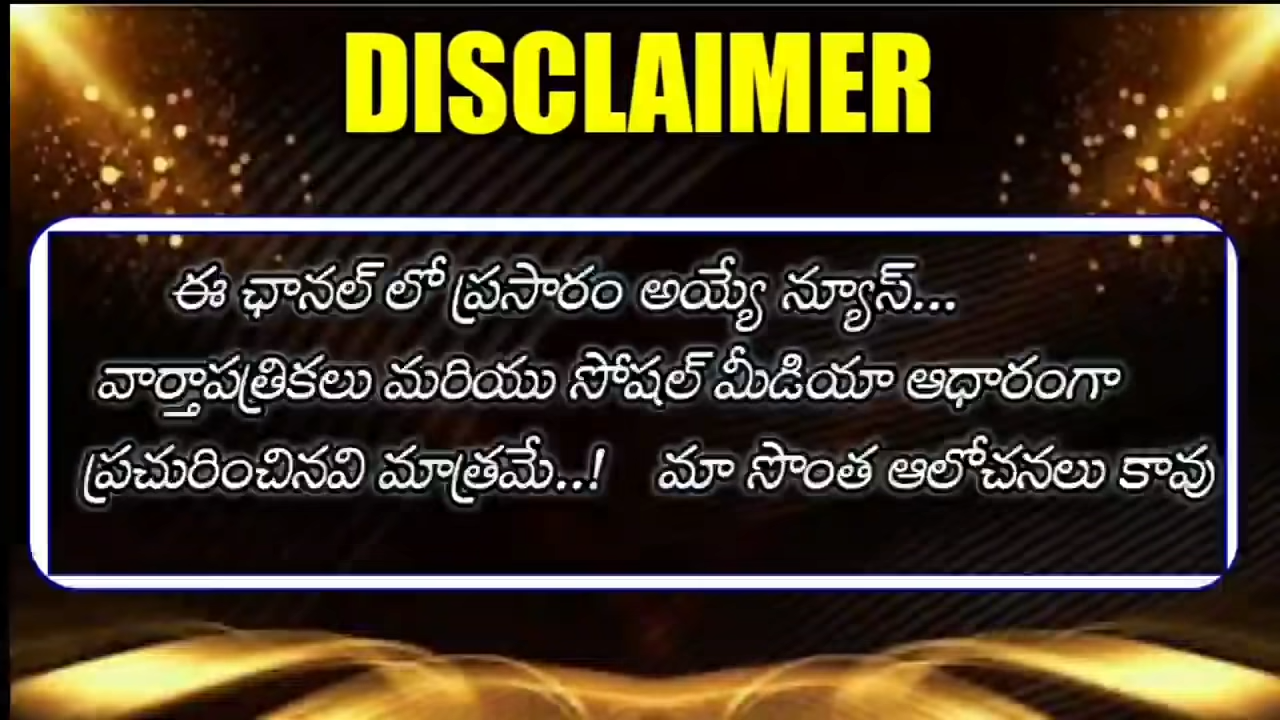 DISCLAIMER
ఈ ఛానల్ లో ప్రసారం అయ్యే న్యూస్...
వార్తాపత్రికలు మరియు సోషల్ మీడియా ఆధారంగా
ప్రచురించినవి మాత్రమే..! మా సొంత ఆలోచనలు కావు